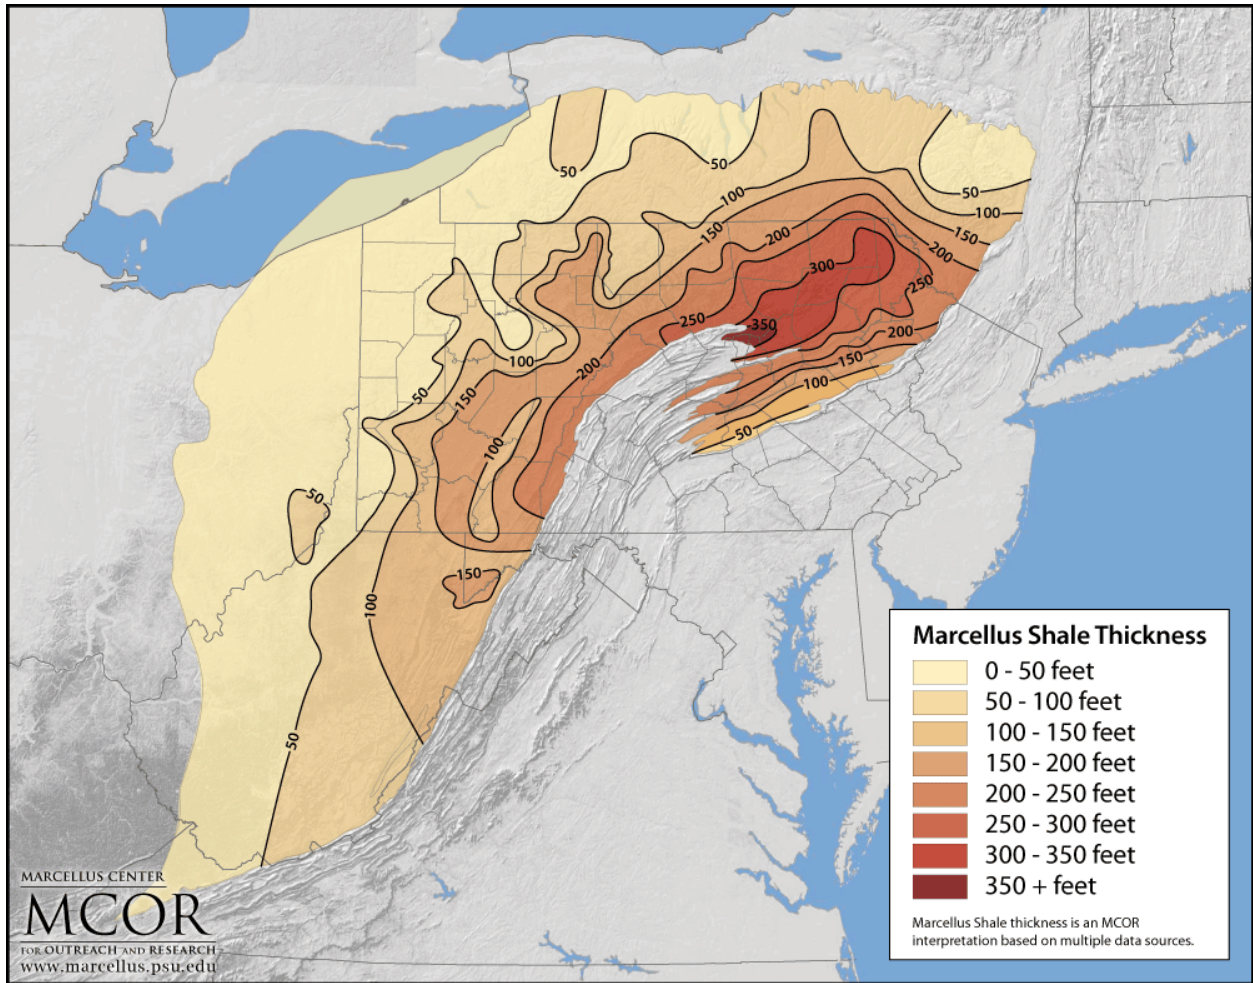 50
50
50
100
100
150
150
200
200
300
250
250
350
200
150
100
50
100
200
50
150
100
50
150
100
50
Marcellus Shale Thickness
0 - 50 feet
50 - 100 feet
100 - 150 feet
150 - 200 feet
200 - 250 feet
250 - 300 feet
300 - 350 feet
350 + feet
Marcellus Shale thickness is an MCOR
interpretation based on multiple data sources.
MARCELLUS CENTER
MCOR
FOR OUTREACH AND RESEARCH
www.marcellus.psu.edu